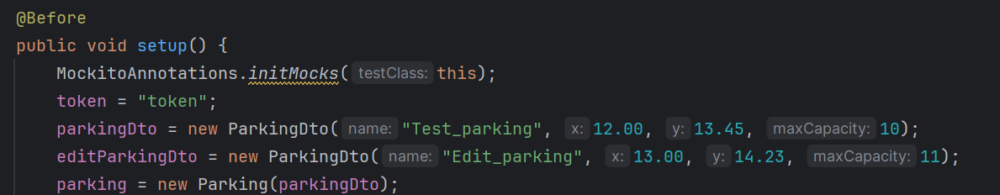 @Before
public void setup() {
MockitoAnnotations.initMocks( testClass: this);
token = "token";
parkingDto = new ParkingDto( name: "Test_parking", x: 12.00, y: 13.45, maxCapacity: 10);
editParkingDto = new ParkingDto( name: "Edit_parking", x: 13.00, y: 14.23, maxCapacity: 11);
parking = new Parking(parkingDto);